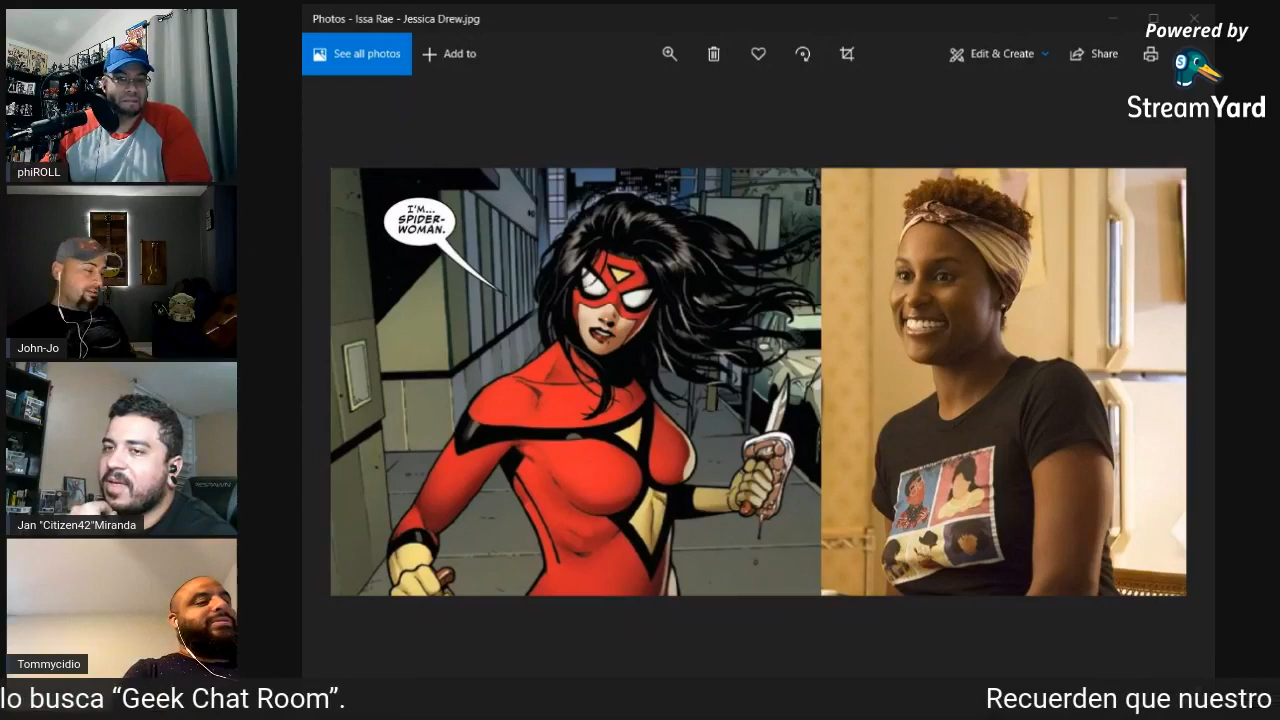 Photos - Issa Rae - Jessica Drew.jpg
See all photos
Add to
Edit & Create
Share
Powered by
StreamYard
phiROLL
I'M...
SPIDER-
WOMAN.
John-Jo
RESPAWN
Jan "Citizen42"Miranda
Tommycidio
lo busca “Geek Chat Room”.
Recuerden que nuestro